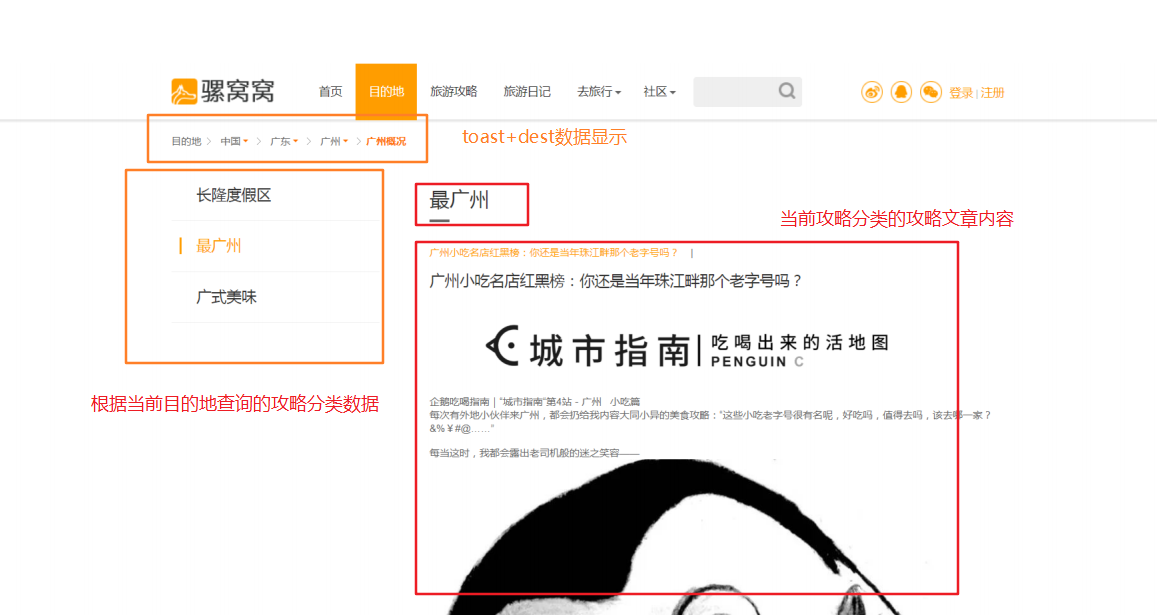 骡窝窝
首页 目的地 旅游攻略 旅游日记 去旅行 社区 登录 | 注册
目的地 > 中国 > 广东 > 广州 > 广州概况
toast+dest数据显示
长隆度假区
最广州
广式美味
根据当前目的地查询的攻略分类数据
最广州
当前攻略分类的攻略文章内容
广州小吃名店红黑榜：你还是当年珠江畔那个老字号吗？ |
广州小吃名店红黑榜：你还是当年珠江畔那个老字号吗？
城市指南 | 吃喝出来的活地图
PENGUIN C
企鹅吃喝指南 | “城市指南”第4站 - 广州 小吃篇
每次有外地小伙伴来广州，都会扔给我内容大同小异的美食攻略：“这些小吃老字号很有名呢，好吃吗，值得去吗，该去哪一家？
&%￥#@……”
每当这时，我都会露出老司机般的迷之笑容——